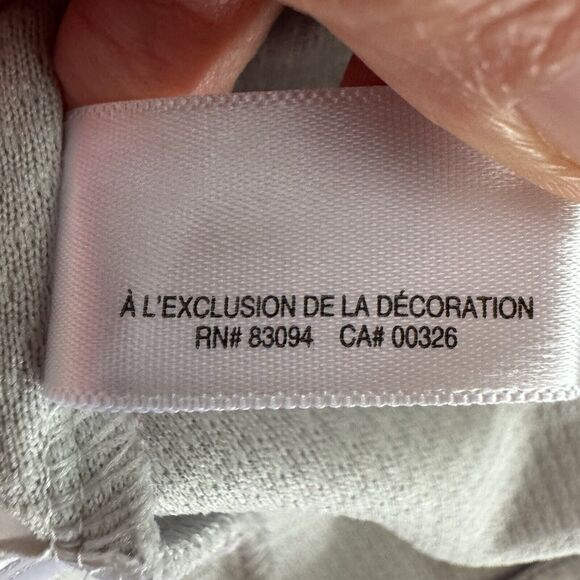 À L'EXCLUSION DE LA DÉCORATION
RN# 83094 CA# 00326